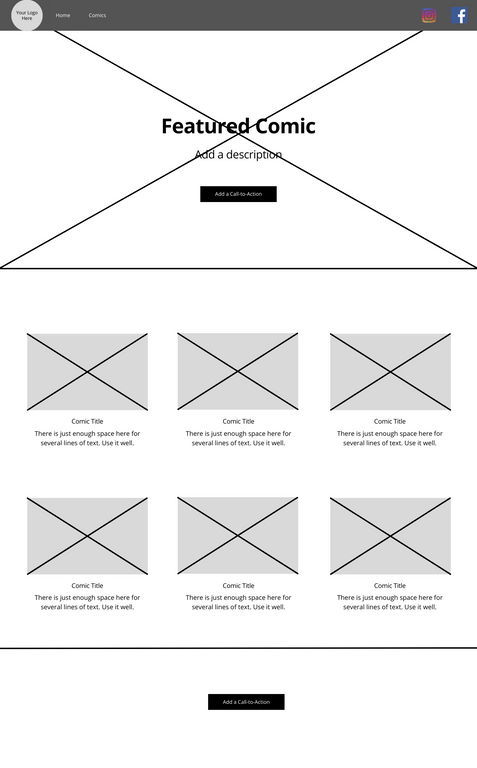 Your Logo
Here
Home
Comics
Featured Comic
Add a description
Add a Call-to-Action
Comic Title
There is just enough space here for
several lines of text. Use it well.
Comic Title
There is just enough space here for
several lines of text. Use it well.
Comic Title
There is just enough space here for
several lines of text. Use it well.
Comic Title
There is just enough space here for
several lines of text. Use it well.
Comic Title
There is just enough space here for
several lines of text. Use it well.
Comic Title
There is just enough space here for
several lines of text. Use it well.
Add a Call-to-Action